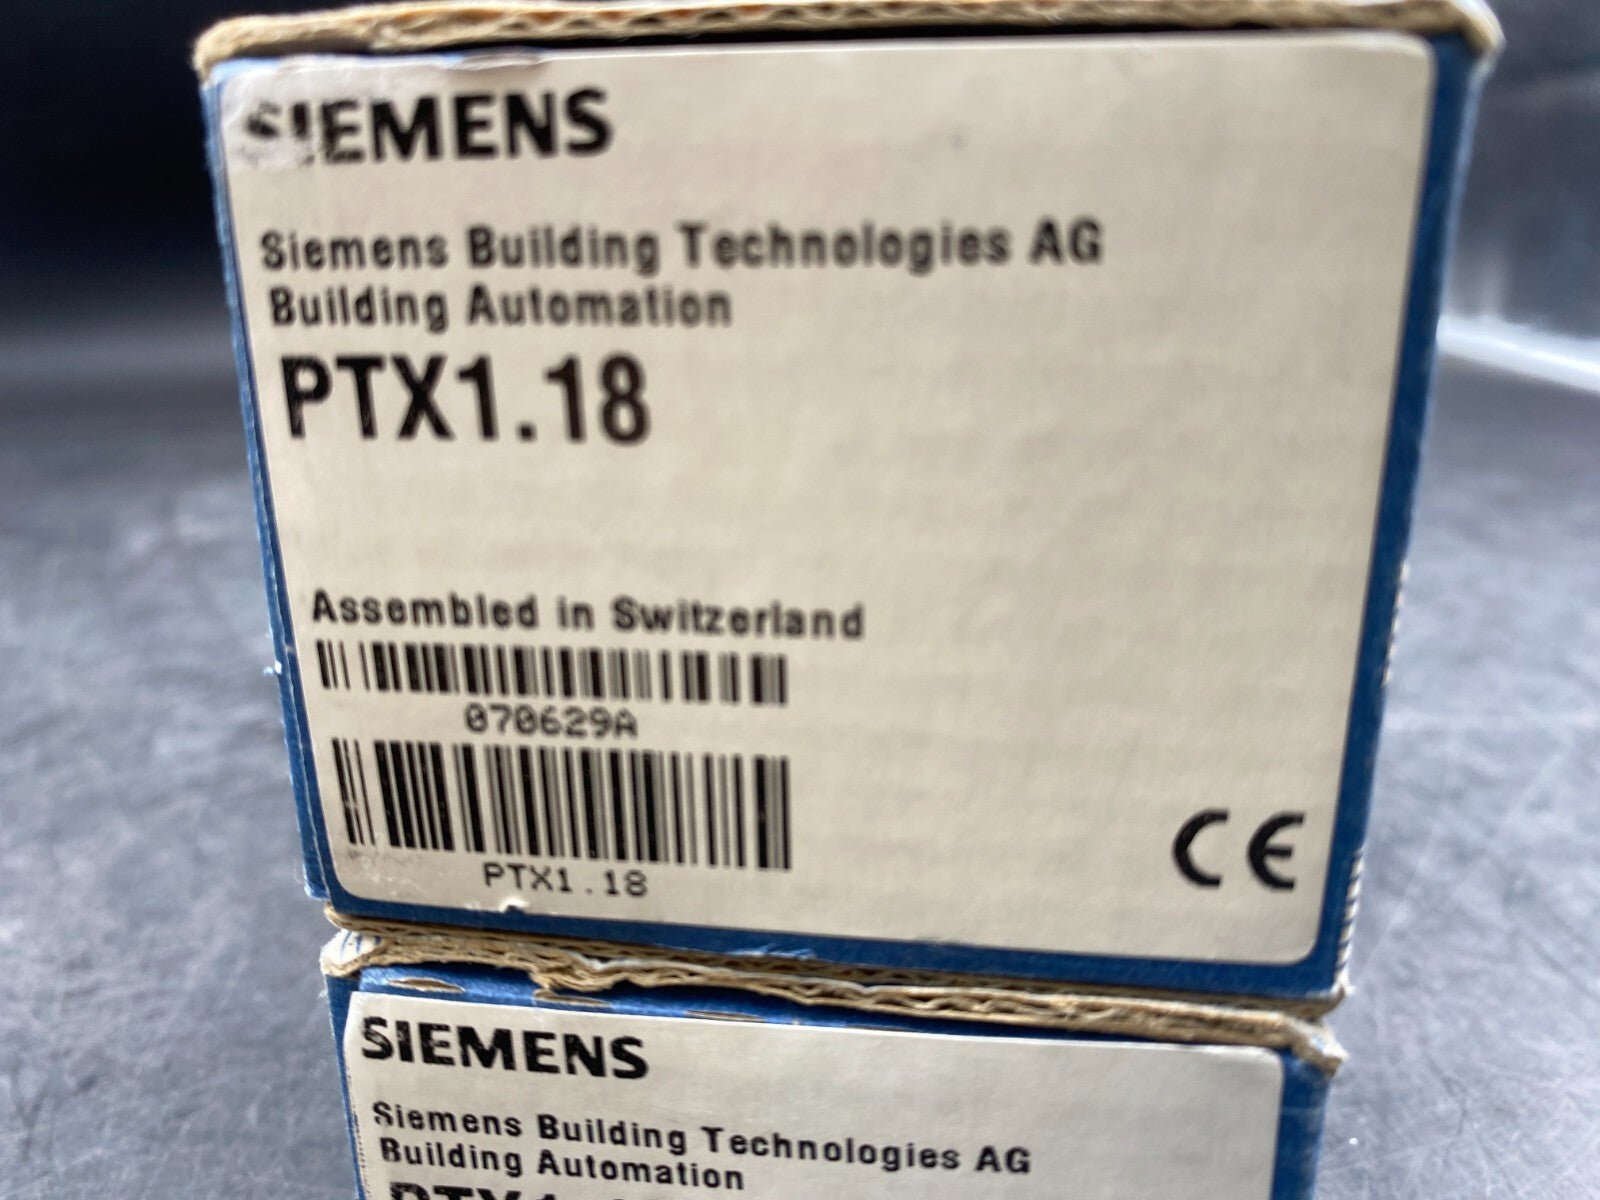 SIEMENS
Siemens Building Technologies AG
Building Automation
PTX1.18
Assembled in Switzerland
070629A
PTX1.18
CE
SIEMENS
Siemens Building Technologies AG
Building Automation